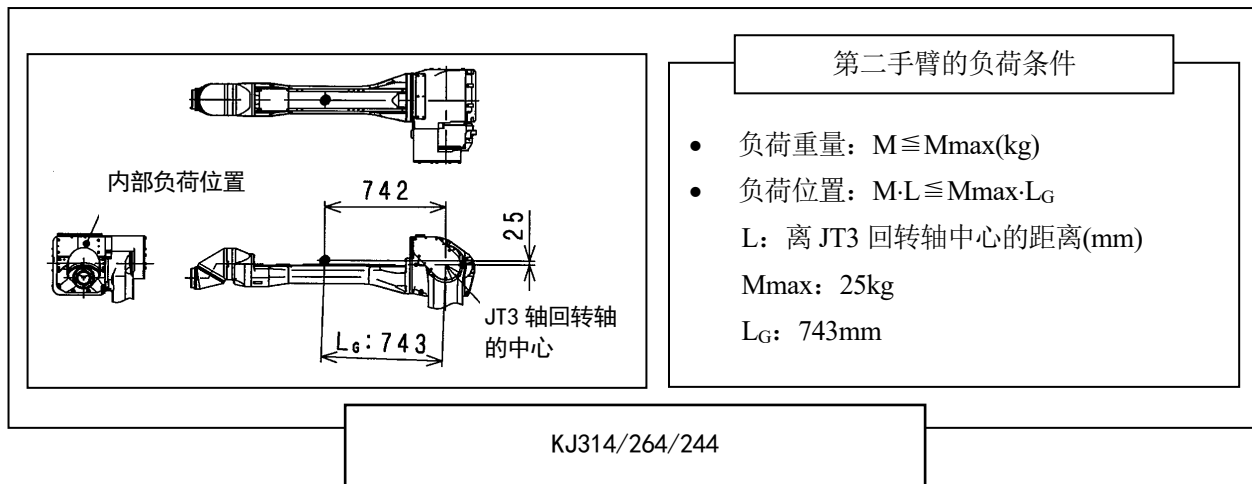 内部负荷位置
742
25
JT3 轴回转轴
的中心
LG:743
第二手臂的负荷条件
• 负荷重量：M≦Mmax(kg)
• 负荷位置：M·L≦Mmax·LG
L：离 JT3 回转轴中心的距离(mm)
Mmax：25kg
LG：743mm
KJ314/264/244